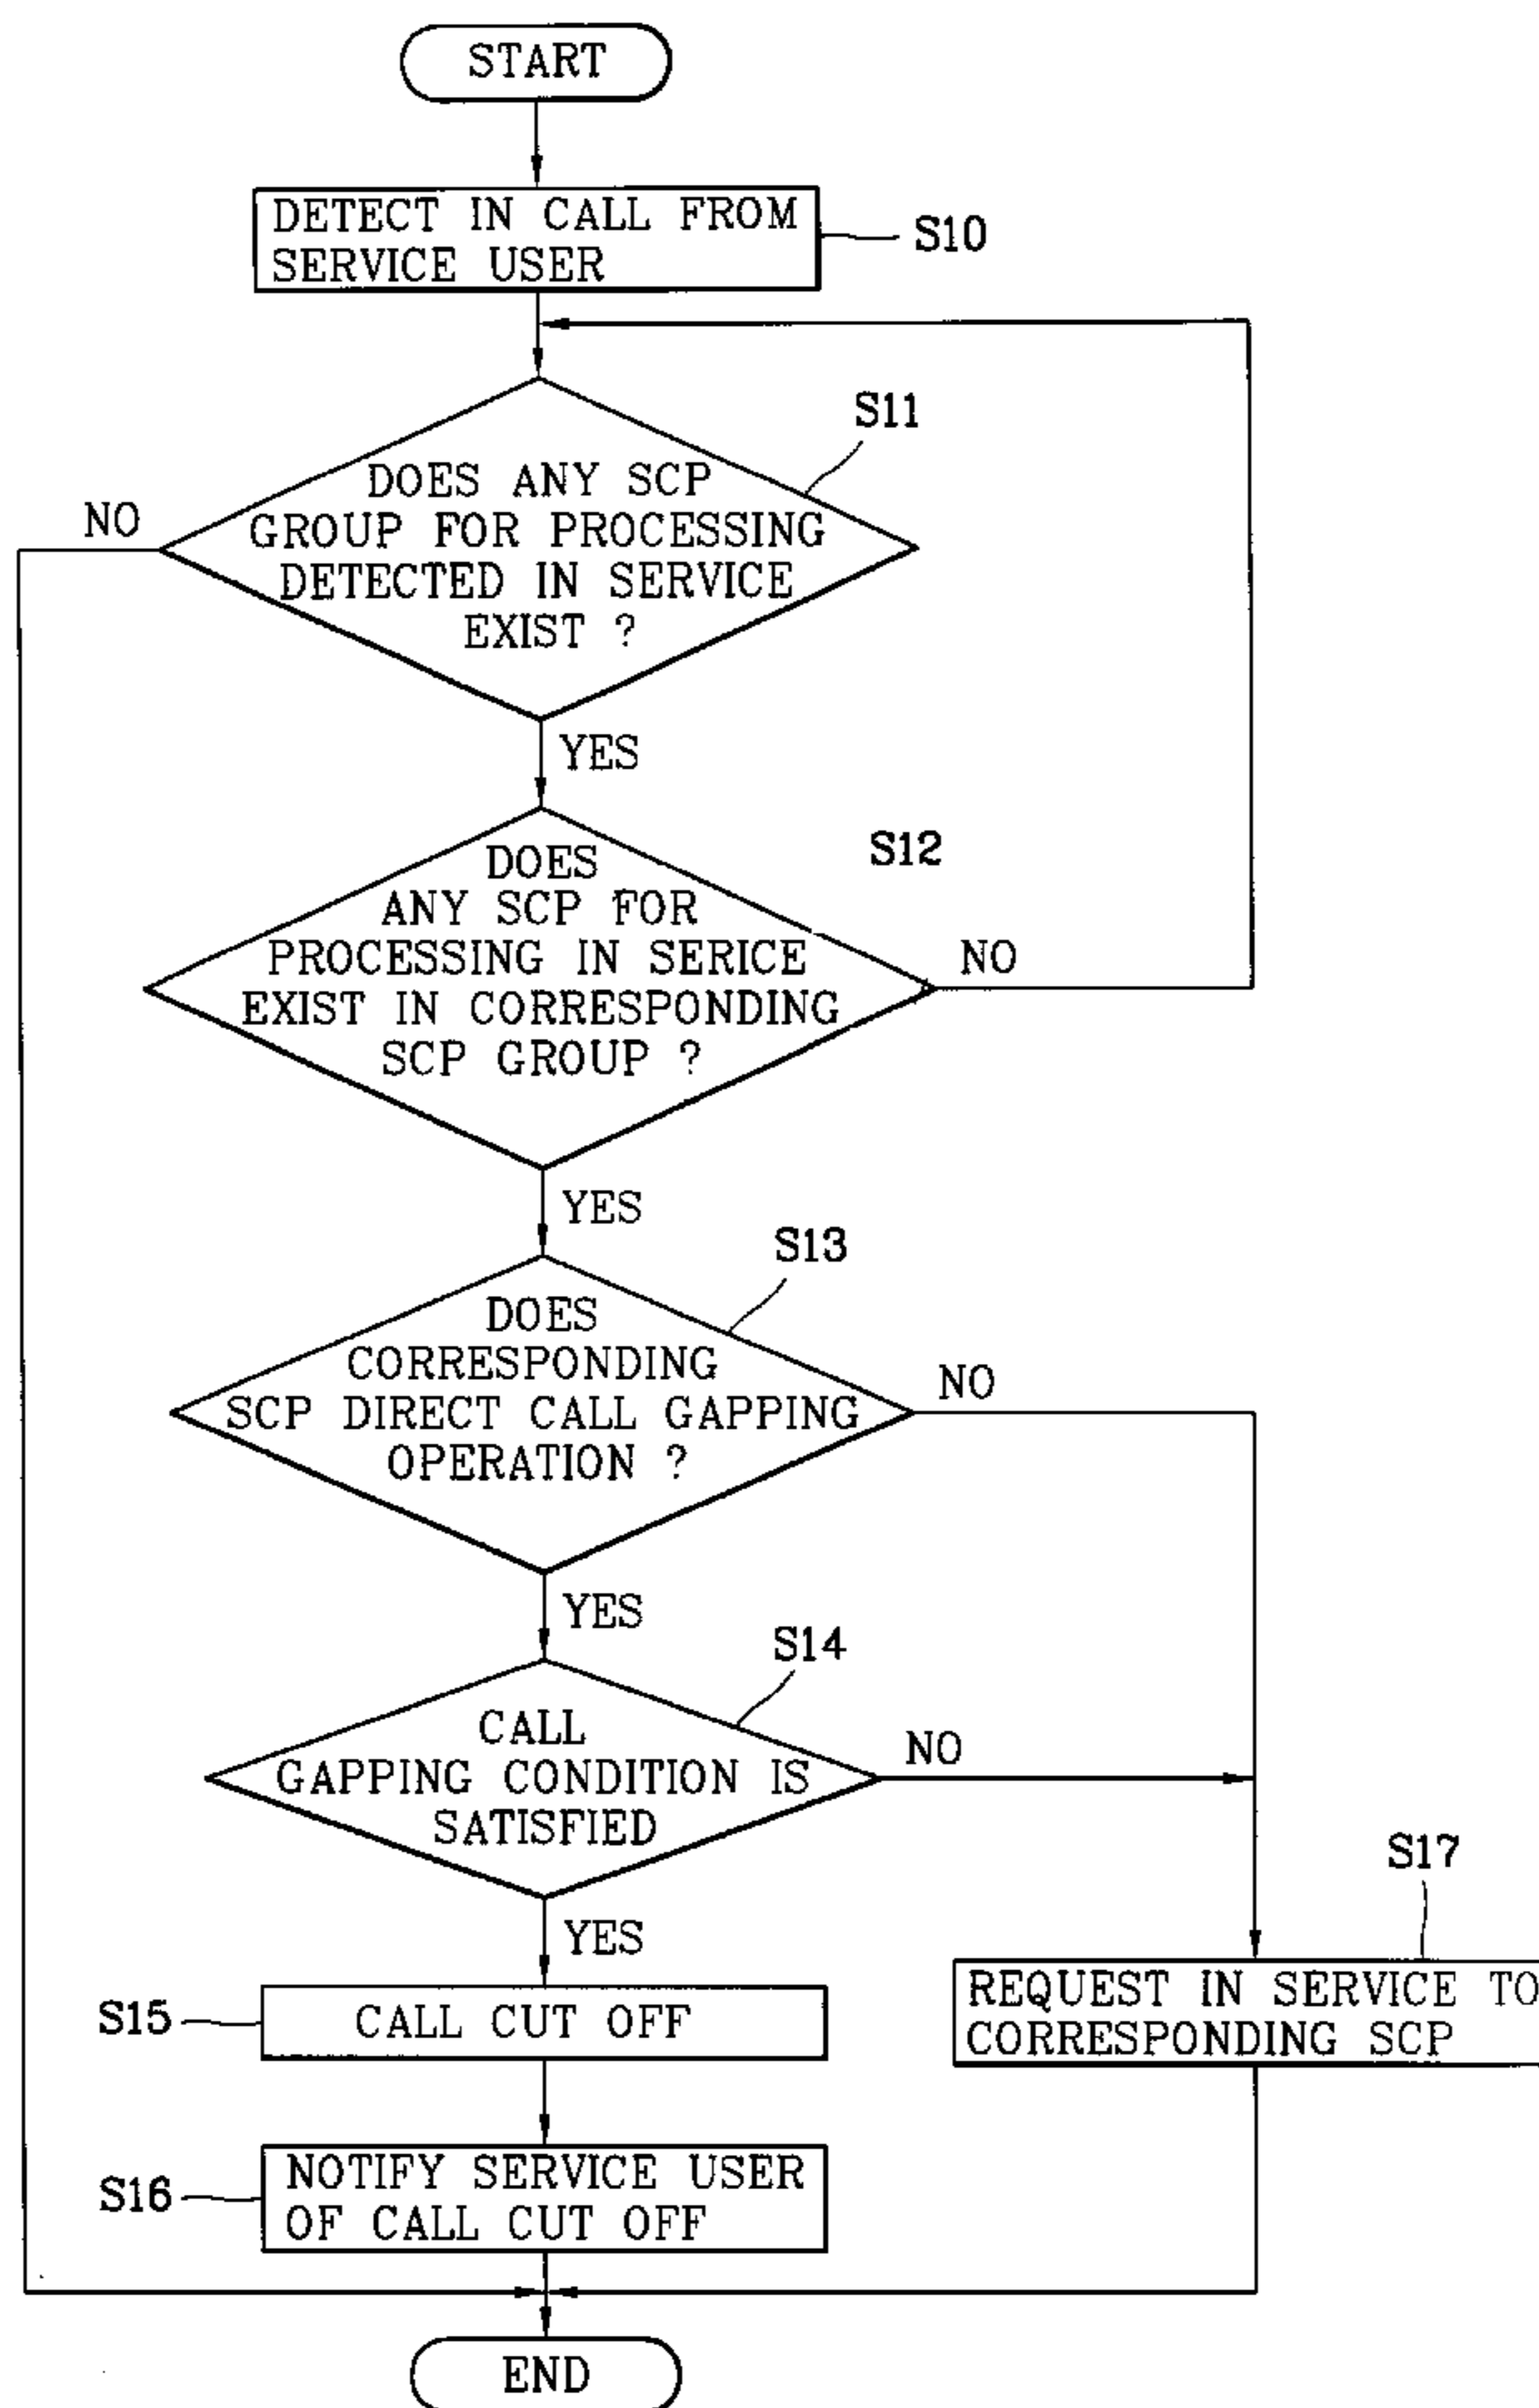 START
DETECT IN CALL FROM
SERVICE USER
S10
S11
DOES ANY SCP
GROUP FOR PROCESSING
DETECTED IN SERVICE
EXIST ?
NO
YES
S12
DOES
ANY SCP FOR
PROCESSING IN SERICE
EXIST IN CORRESPONDING
SCP GROUP ?
NO
YES
S13
DOES
CORRESPONDING
SCP DIRECT CALL GAPPING
OPERATION ?
NO
YES
S14
CALL
GAPPING CONDITION IS
SATISFIED
NO
YES
S15
CALL CUT OFF
S17
REQUEST IN SERVICE TO
CORRESPONDING SCP
S16
NOTIFY SERVICE USER
OF CALL CUT OFF
END